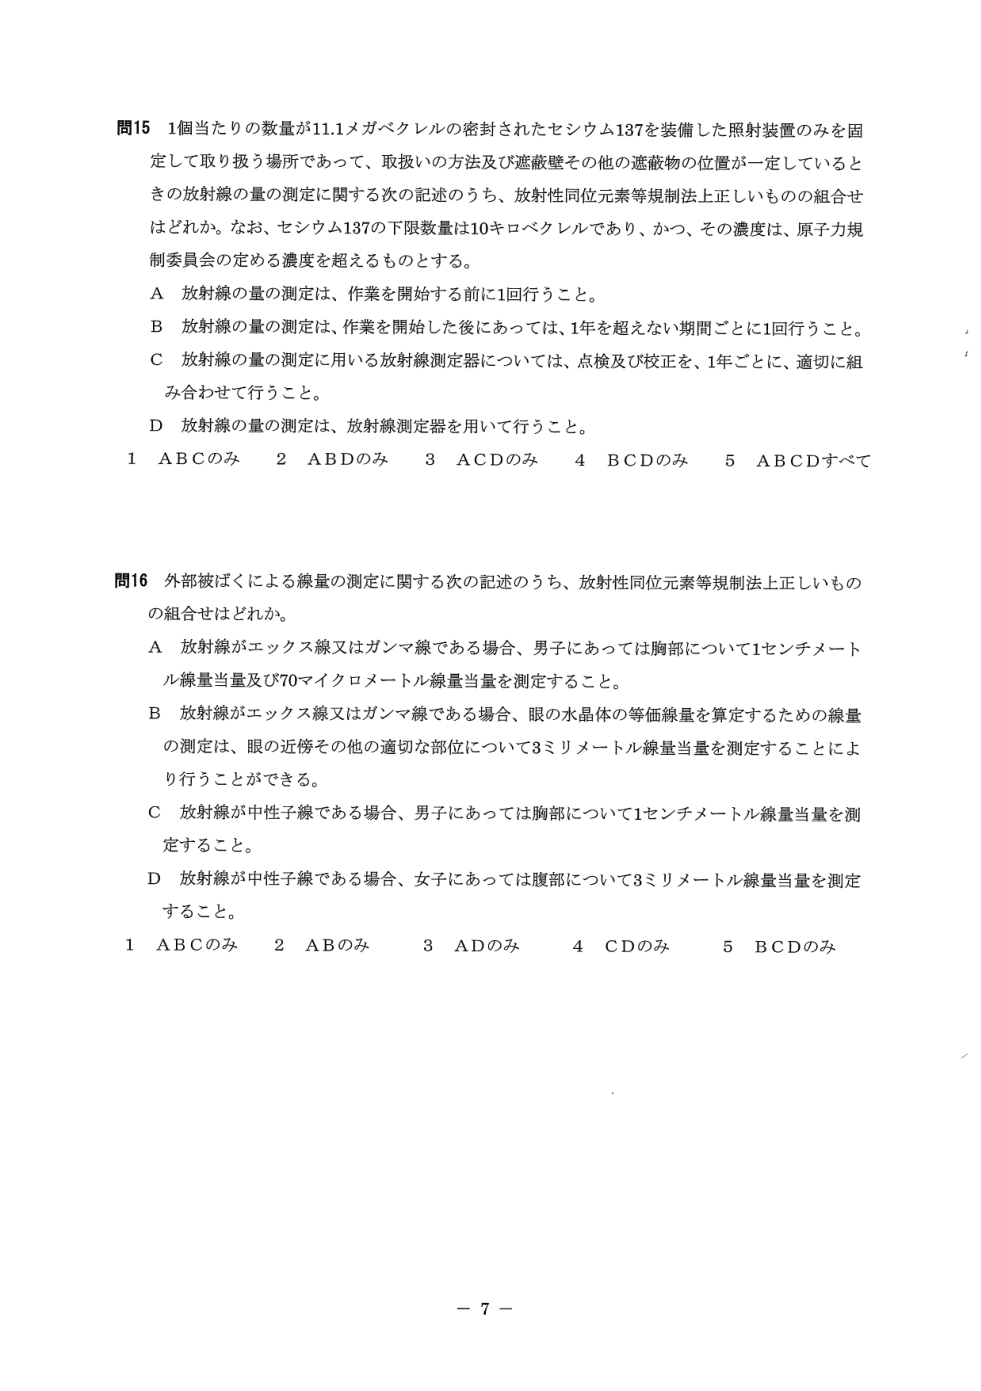 問15　1個当たりの数量が11.1メガベクレルの密封されたセシウム137を装備した照射装置のみを固
定して取り扱う場所であって、取扱いの方法及び遮蔽壁その他の遮蔽物の位置が一定していると
きの放射線の量の測定に関する次の記述のうち、放射性同位元素等規制法上正しいものの組合せ
はどれか。なお、セシウム137の下限数量は10キロベクレルであり、かつ、その濃度は、原子力規
制委員会の定める濃度を超えるものとする。
A　放射線の量の測定は、作業を開始する前に1回行うこと。
B　放射線の量の測定は、作業を開始した後にあっては、1年を超えない期間ごとに1回行うこと。
C　放射線の量の測定に用いる放射線測定器については、点検及び校正を、1年ごとに、適切に組
み合わせて行うこと。
D　放射線の量の測定は、放射線測定器を用いて行うこと。
1　ABCのみ　2　ABDのみ　3　ACDのみ　4　BCDのみ　5　ABCDすべて
問16　外部被ばくによる線量の測定に関する次の記述のうち、放射性同位元素等規制法上正しいもの
の組合せはどれか。
A　放射線がエックス線又はガンマ線である場合、男子にあっては胸部について1センチメート
ル線量当量及び70マイクロメートル線量当量を測定すること。
B　放射線がエックス線又はガンマ線である場合、眼の水晶体の等価線量を算定するための線量
の測定は、眼の近傍その他の適切な部位について3ミリメートル線量当量を測定することによ
り行うことができる。
C　放射線が中性子線である場合、男子にあっては胸部について1センチメートル線量当量を測
定すること。
D　放射線が中性子線である場合、女子にあっては腹部について3ミリメートル線量当量を測定
すること。
1　ABCのみ　2　ABのみ　3　ADのみ　4　CDのみ　5　BCDのみ
― 7 ―